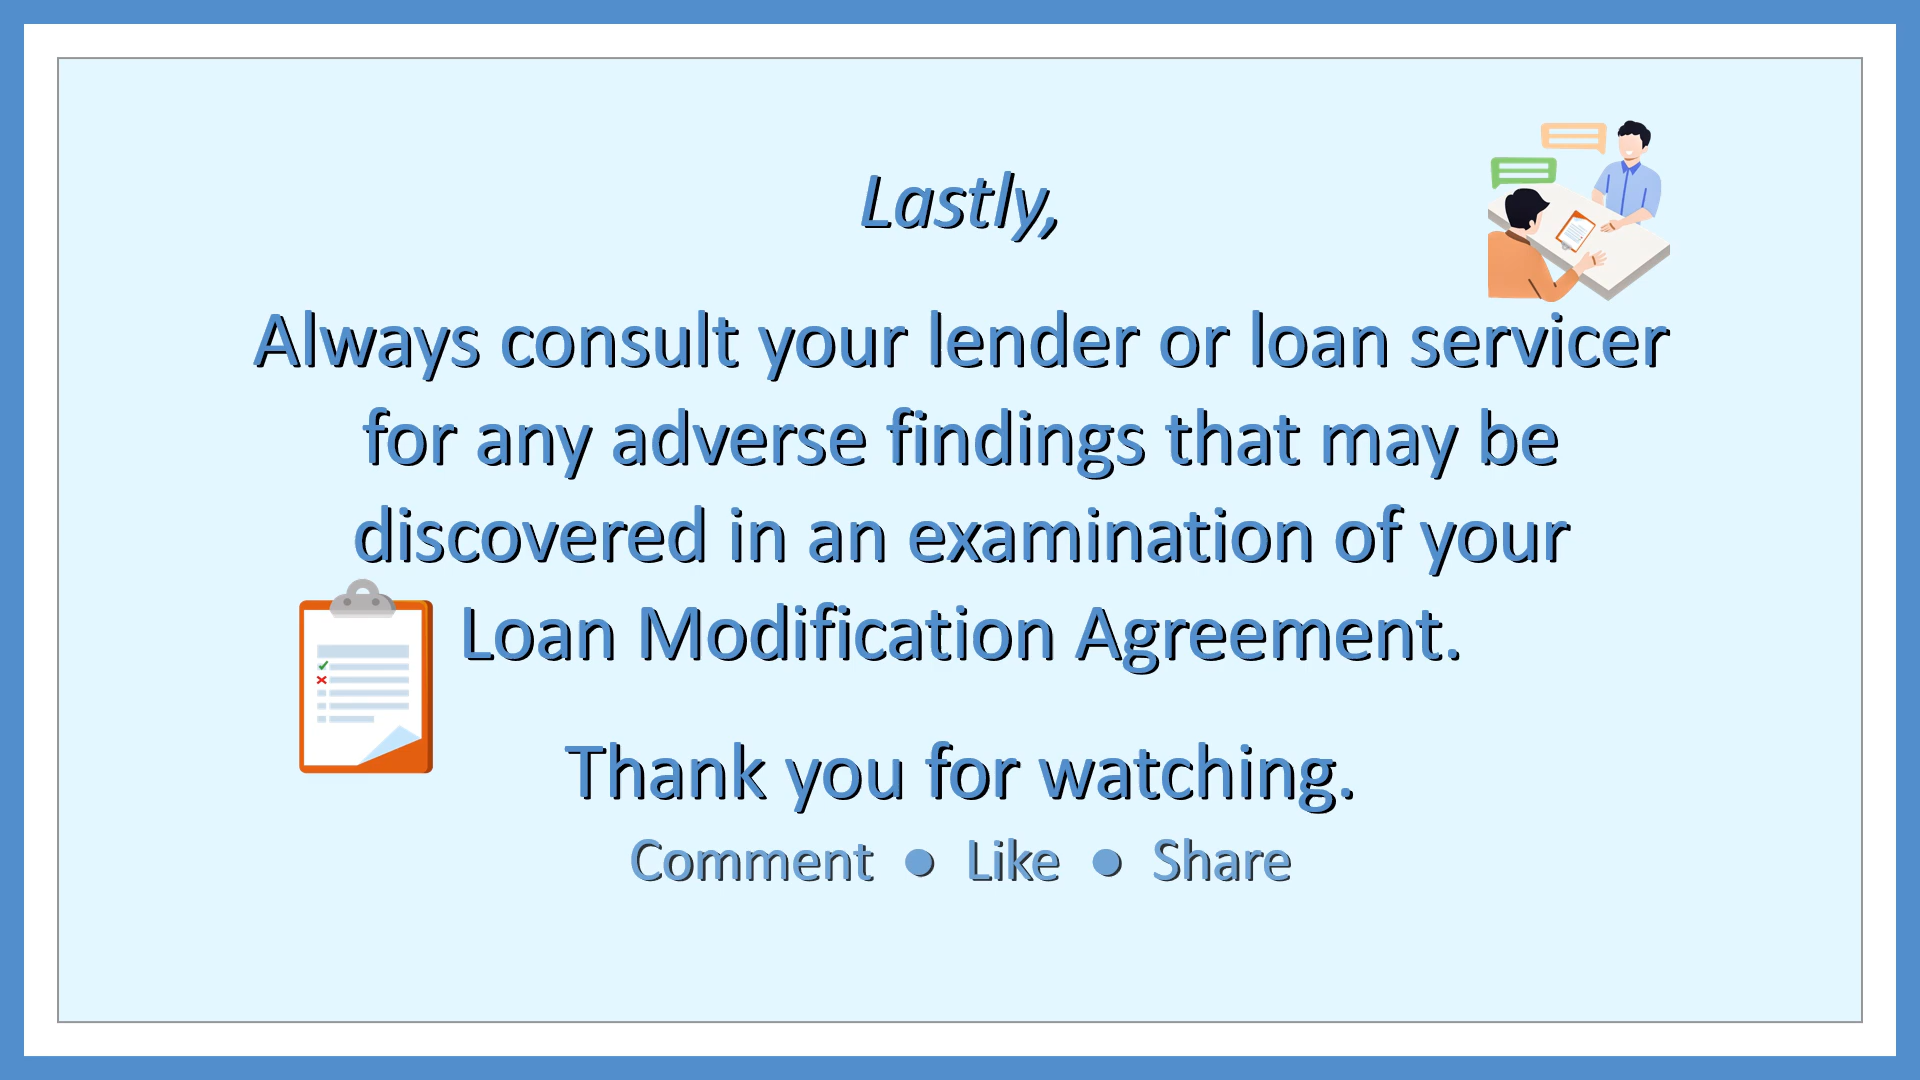 Lastly,
Always consult your lender or loan servicer
for any adverse findings that may be
discovered in an examination of your
Loan Modification Agreement.
Thank you for watching.
Comment ● Like ● Share